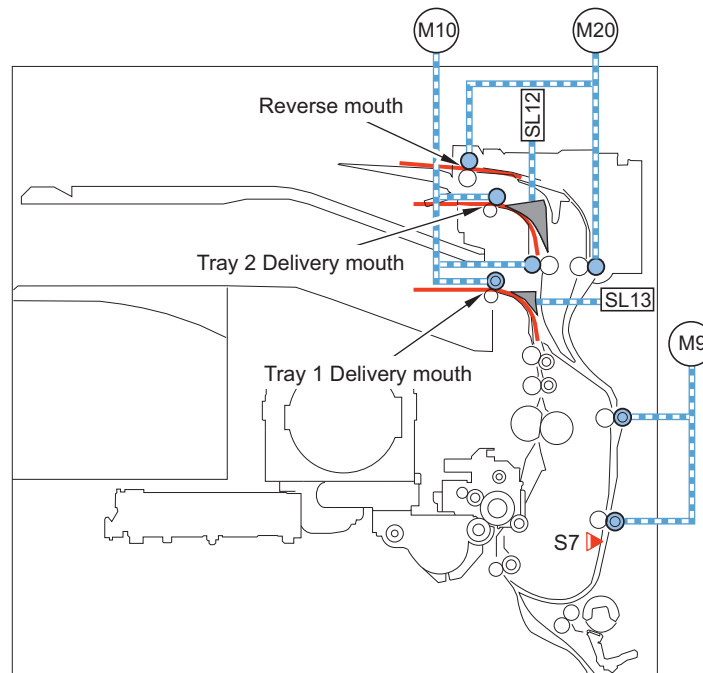 M10
M20
Reverse mouth
SL12
Tray 2 Delivery mouth
SL13
M9
Tray 1 Delivery mouth
S7